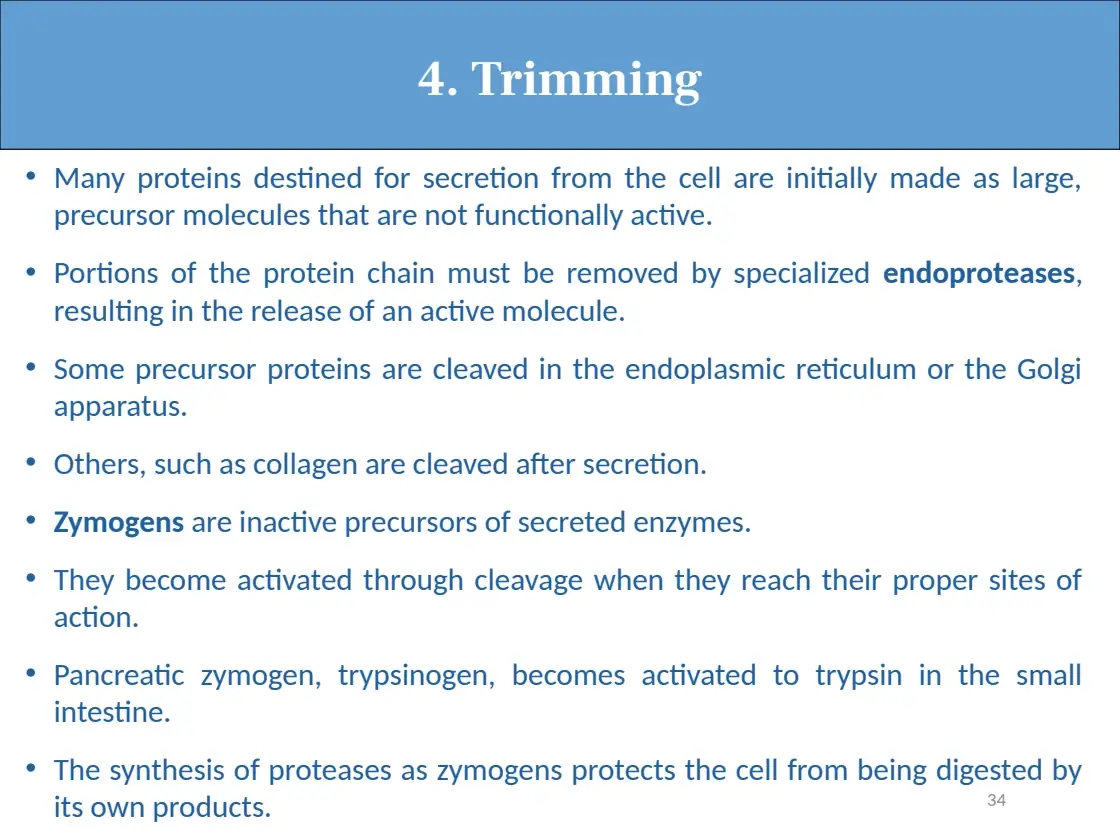 4. Trimming
• Many proteins destined for secretion from the cell are initially made as large,
precursor molecules that are not functionally active.
• Portions of the protein chain must be removed by specialized endoproteases,
resulting in the release of an active molecule.
• Some precursor proteins are cleaved in the endoplasmic reticulum or the Golgi
apparatus.
• Others, such as collagen are cleaved after secretion.
• Zymogens are inactive precursors of secreted enzymes.
• They become activated through cleavage when they reach their proper sites of
action.
• Pancreatic zymogen, trypsinogen, becomes activated to trypsin in the small
intestine.
• The synthesis of proteases as zymogens protects the cell from being digested by
its own products.
34